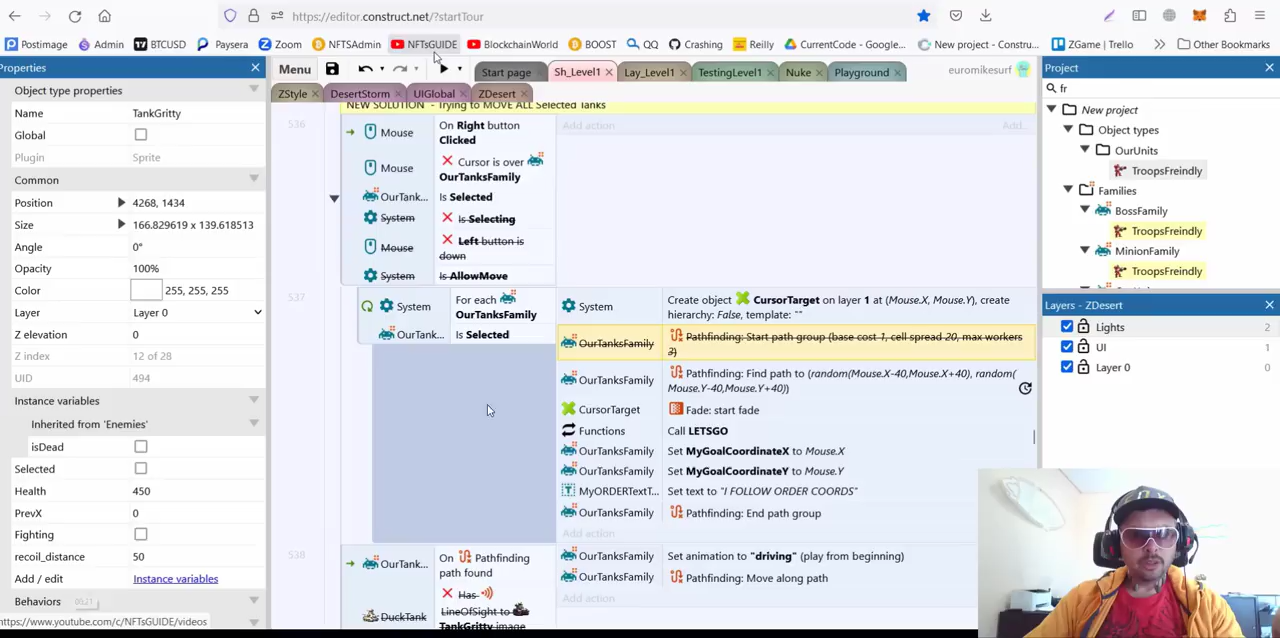 https://editor.construct.net/?startTour
Postimage Admin BTCUSD Paysera Zoom NFTSAdmin NFTsGUIDE BlockchainWorld BOOST QQ Crashing Reilly CurrentCode - Google... New project - Constru... ZGame | Trello Other Bookmarks
Properties
Menu
Start page Sh_Level1 Lay_Level1 TestingLevel1 Nuke Playground
euromikesurf
ZStyle DesertStorm UIGlobal ZDesert
Object type properties
Name TankGritty
Global
Plugin Sprite
Common
Position 4268, 1434
Size 166.829619 x 139.618513
Angle 0°
Opacity 100%
Color 255, 255, 255
Layer Layer 0
Z elevation 0
Z index 12 of 28
UID 494
Instance variables
Inherited from 'Enemies'
isDead
Selected
Health 450
PrevX 0
Fighting
recoil_distance 50
Add / edit Instance variables
Behaviors 00:21
https://www.youtube.com/c/NFTsGUIDE/videos
NEW SOLUTION - Trying to MOVE ALL Selected Tanks
536
Mouse On Right button
Clicked
Add action
Add...
Mouse Cursor is over
OurTanksFamily
OurTank... Is Selected
System Is Selecting
Mouse Left button is
down
System Is AllowMove
537
System For each
OurTanksFamily
OurTank... Is Selected
System Create object CursorTarget on layer 1 at (Mouse.X, Mouse.Y), create
hierarchy: False, template: ""
OurTanksFamily Pathfinding: Start path group (base cost 1, cell spread 20, max workers
3)
OurTanksFamily Pathfinding: Find path to (random(Mouse.X-40,Mouse.X+40), random(
Mouse.Y-40,Mouse.Y+40))
CursorTarget Fade: start fade
Functions Call LETSGO
OurTanksFamily Set MyGoalCoordinateX to Mouse.X
OurTanksFamily Set MyGoalCoordinateY to Mouse.Y
MyORDERTextT... Set text to "I FOLLOW ORDER COORDS"
OurTanksFamily Pathfinding: End path group
Add action
538
OurTank... On Pathfinding
path found
Has
LineOfSight to
DuckTank
TankGritty image
OurTanksFamily Set animation to "driving" (play from beginning)
OurTanksFamily Pathfinding: Move along path
Add action
Project
fr
New project
Object types
OurUnits
TroopsFreindly
Families
BossFamily
TroopsFreindly
MinionFamily
TroopsFreindly
Layers - ZDesert
Lights 2
UI 1
Layer 0 0